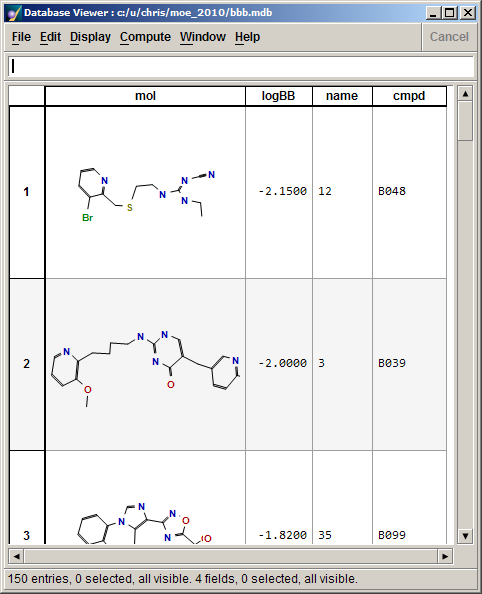 Database Viewer : c:/u/chris/moe_2010/bbb.mdb
File Edit Display Compute Window Help Cancel
mol logBB name cmpd
1 -2.1500 12 B048
N N N N N S Br
2 -2.0000 3 B039
N N N N N O O
3 -1.8200 35 B099
N N N O N O
150 entries, 0 selected, all visible. 4 fields, 0 selected, all visible.